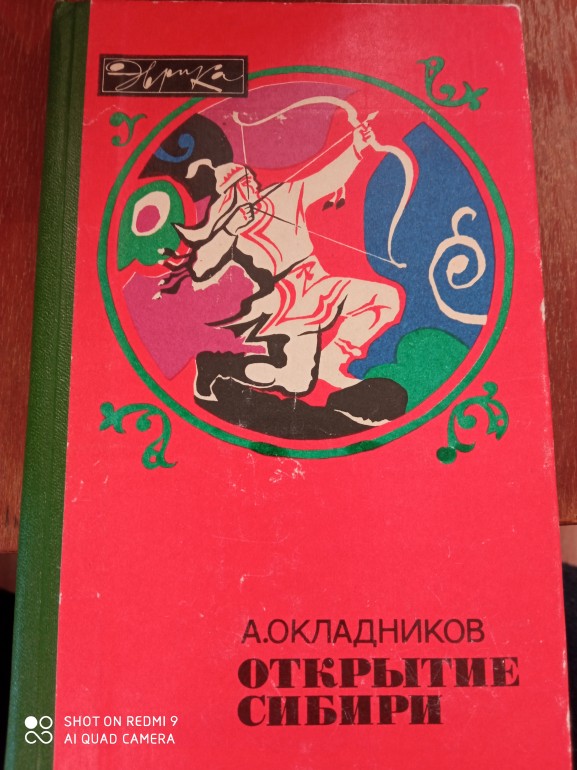 Эврика
А.ОКЛАДНИКОВ
ОТКРЫТИЕ
СИБИРИ
SHOT ON REDMI 9
AI QUAD CAMERA